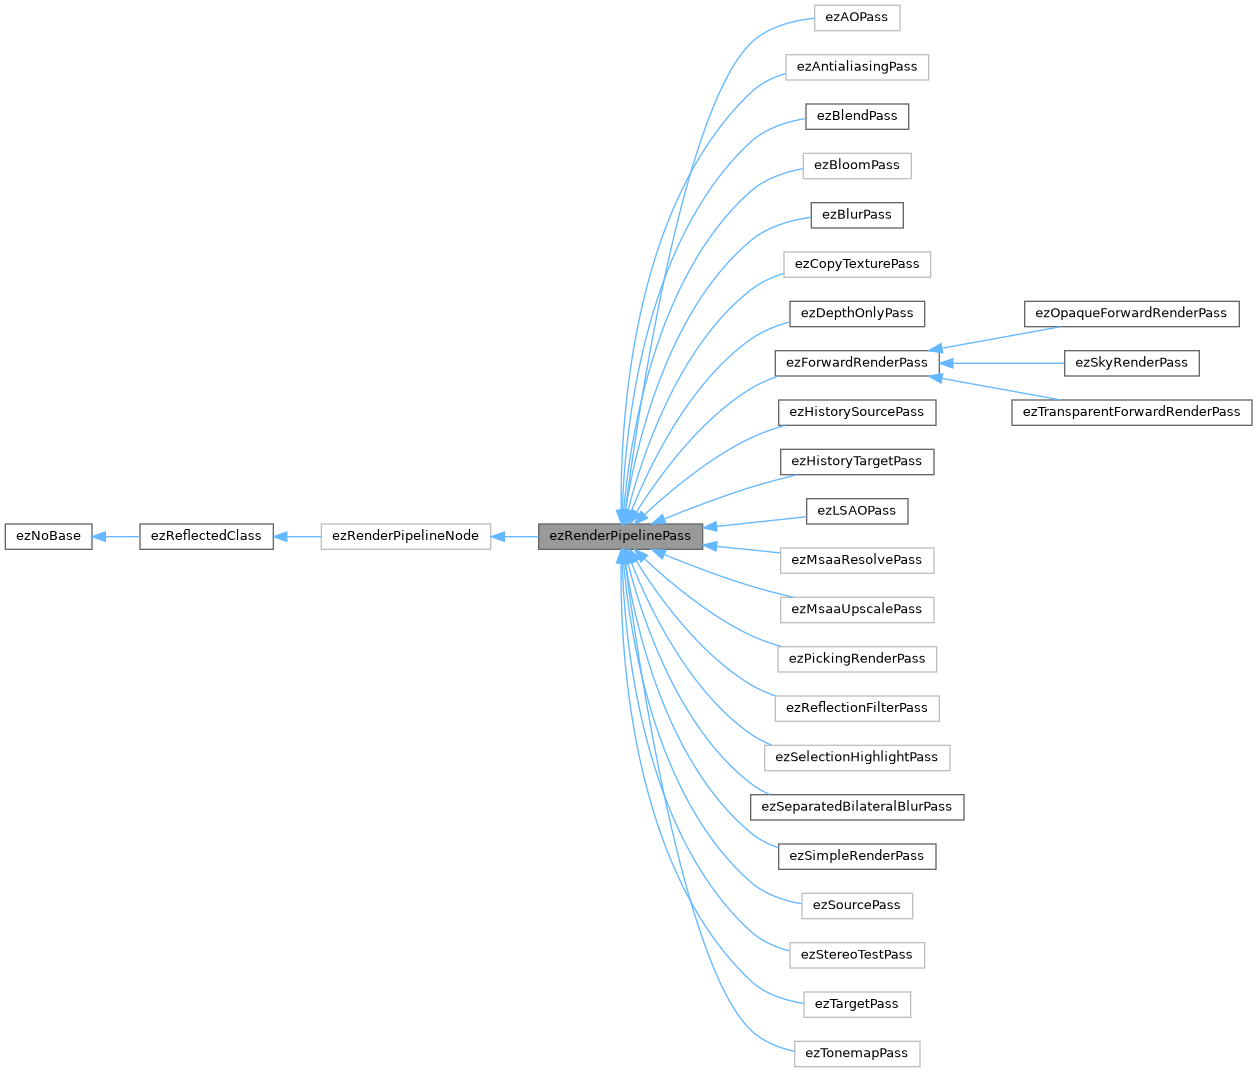 ezNoBase
ezReflectedClass
ezRenderPipelineNode
ezRenderPipelinePass
ezAOPass
ezAntialiasingPass
ezBlendPass
ezBloomPass
ezBlurPass
ezCopyTexturePass
ezDepthOnlyPass
ezForwardRenderPass
ezOpaqueForwardRenderPass
ezSkyRenderPass
ezTransparentForwardRenderPass
ezHistorySourcePass
ezHistoryTargetPass
ezLSAOPass
ezMsaaResolvePass
ezMsaaUpscalePass
ezPickingRenderPass
ezReflectionFilterPass
ezSelectionHighlightPass
ezSeparatedBilateralBlurPass
ezSimpleRenderPass
ezSourcePass
ezStereoTestPass
ezTargetPass
ezTonemapPass